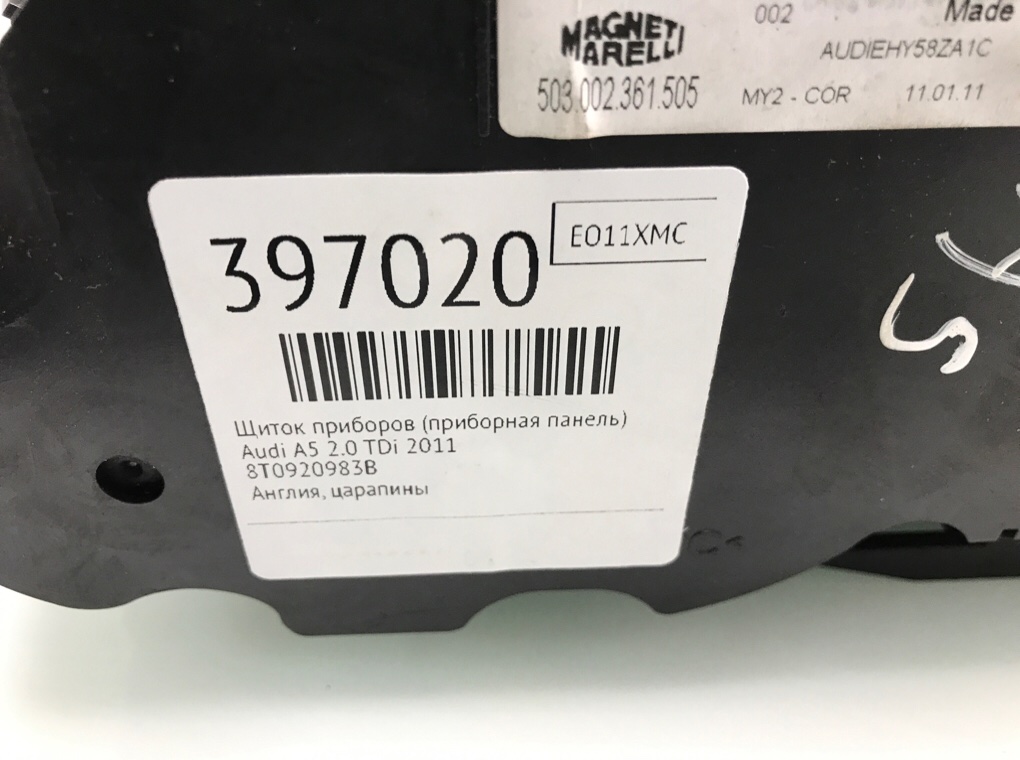 002 Made
MAGNETI
MARELLI
AUDIEHY58ZA1C
503.002.361.505 MY2 - COR 11.01.11
397020
EO11XMC
Щиток приборов (приборная панель)
Audi A5 2.0 TDi 2011
8T0920983B
Англия, царапины